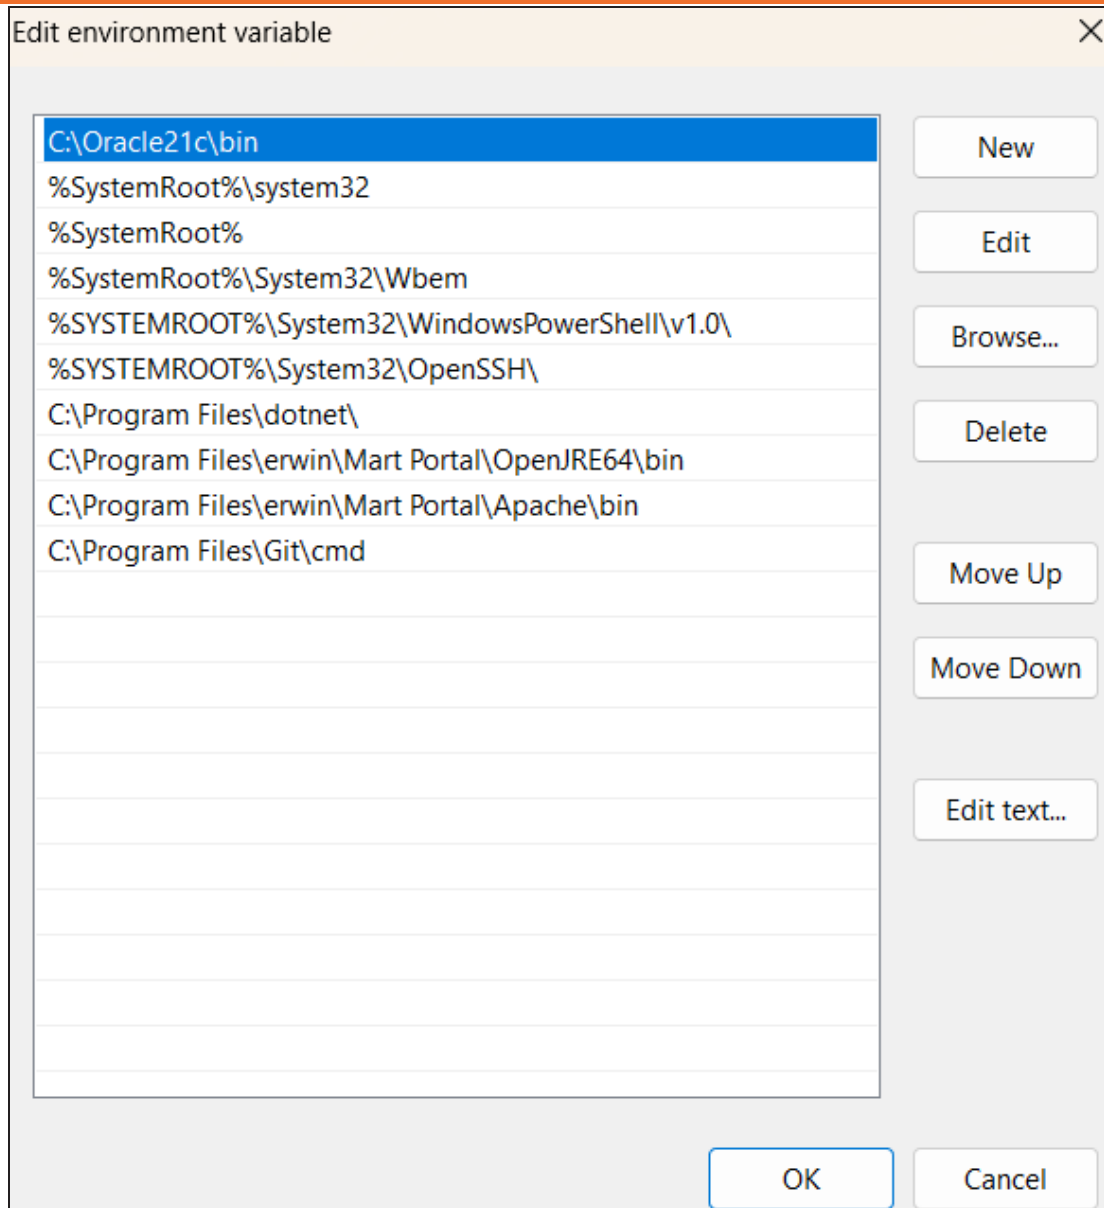 Edit environment variable
C:\Oracle21c\bin
%SystemRoot%\system32
%SystemRoot%
%SystemRoot%\System32\Wbem
%SYSTEMROOT%\System32\WindowsPowerShell\v1.0\
%SYSTEMROOT%\System32\OpenSSH\
C:\Program Files\dotnet\
C:\Program Files\erwin\Mart Portal\OpenJRE64\bin
C:\Program Files\erwin\Mart Portal\Apache\bin
C:\Program Files\Git\cmd
New
Edit
Browse...
Delete
Move Up
Move Down
Edit text...
OK
Cancel